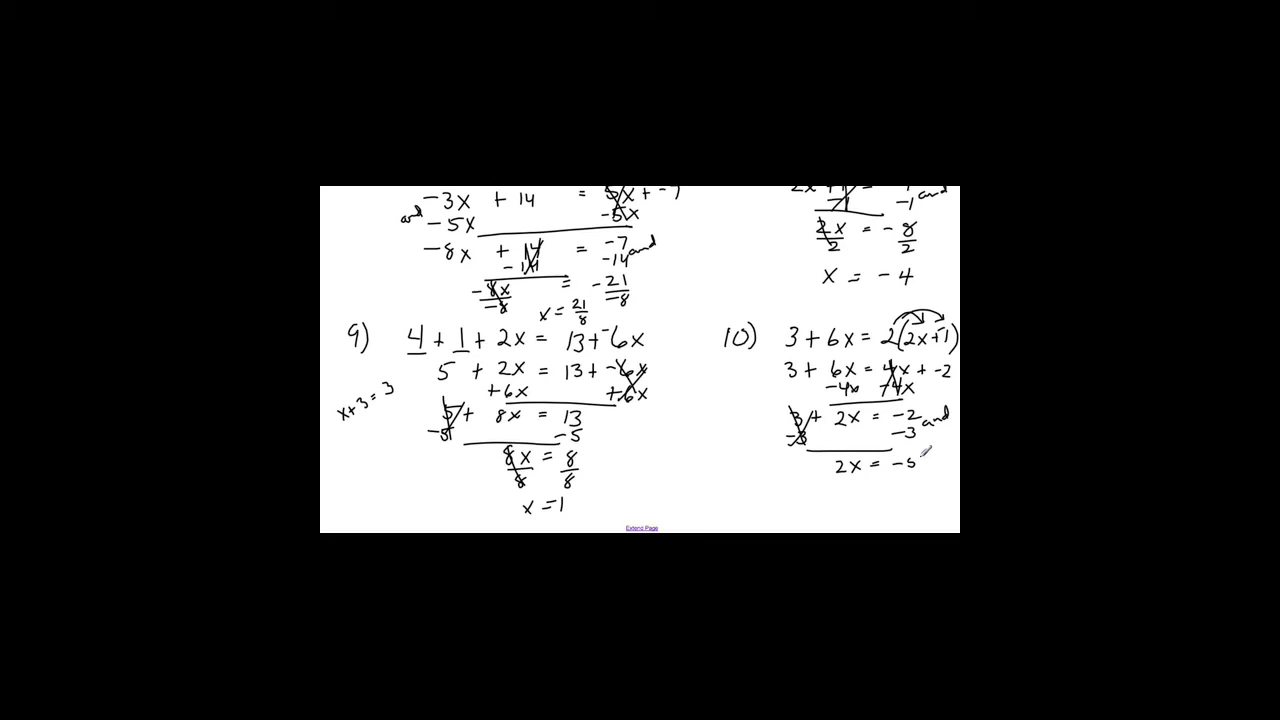 -3x + 14 = 5x + -7
and -5x -5x
-8x + 14 = -7 and
-14 -14
-8x/-8 = -21/-8
x = 21/8
-1 -1 and
2x/2 = -8/2
x = -4
9) 4 + 1 + 2x = 13 + -6x
5 + 2x = 13 + -6x
+6x +6x
5 + 8x = 13
-5 -5
8x/8 = 8/8
x = 1
x+3=3
10) 3 + 6x = 2(2x + -1)
3 + 6x = 4x + -2
-4x -4x
3 + 2x = -2 and
-3 -3
2x = -5
Extend Page